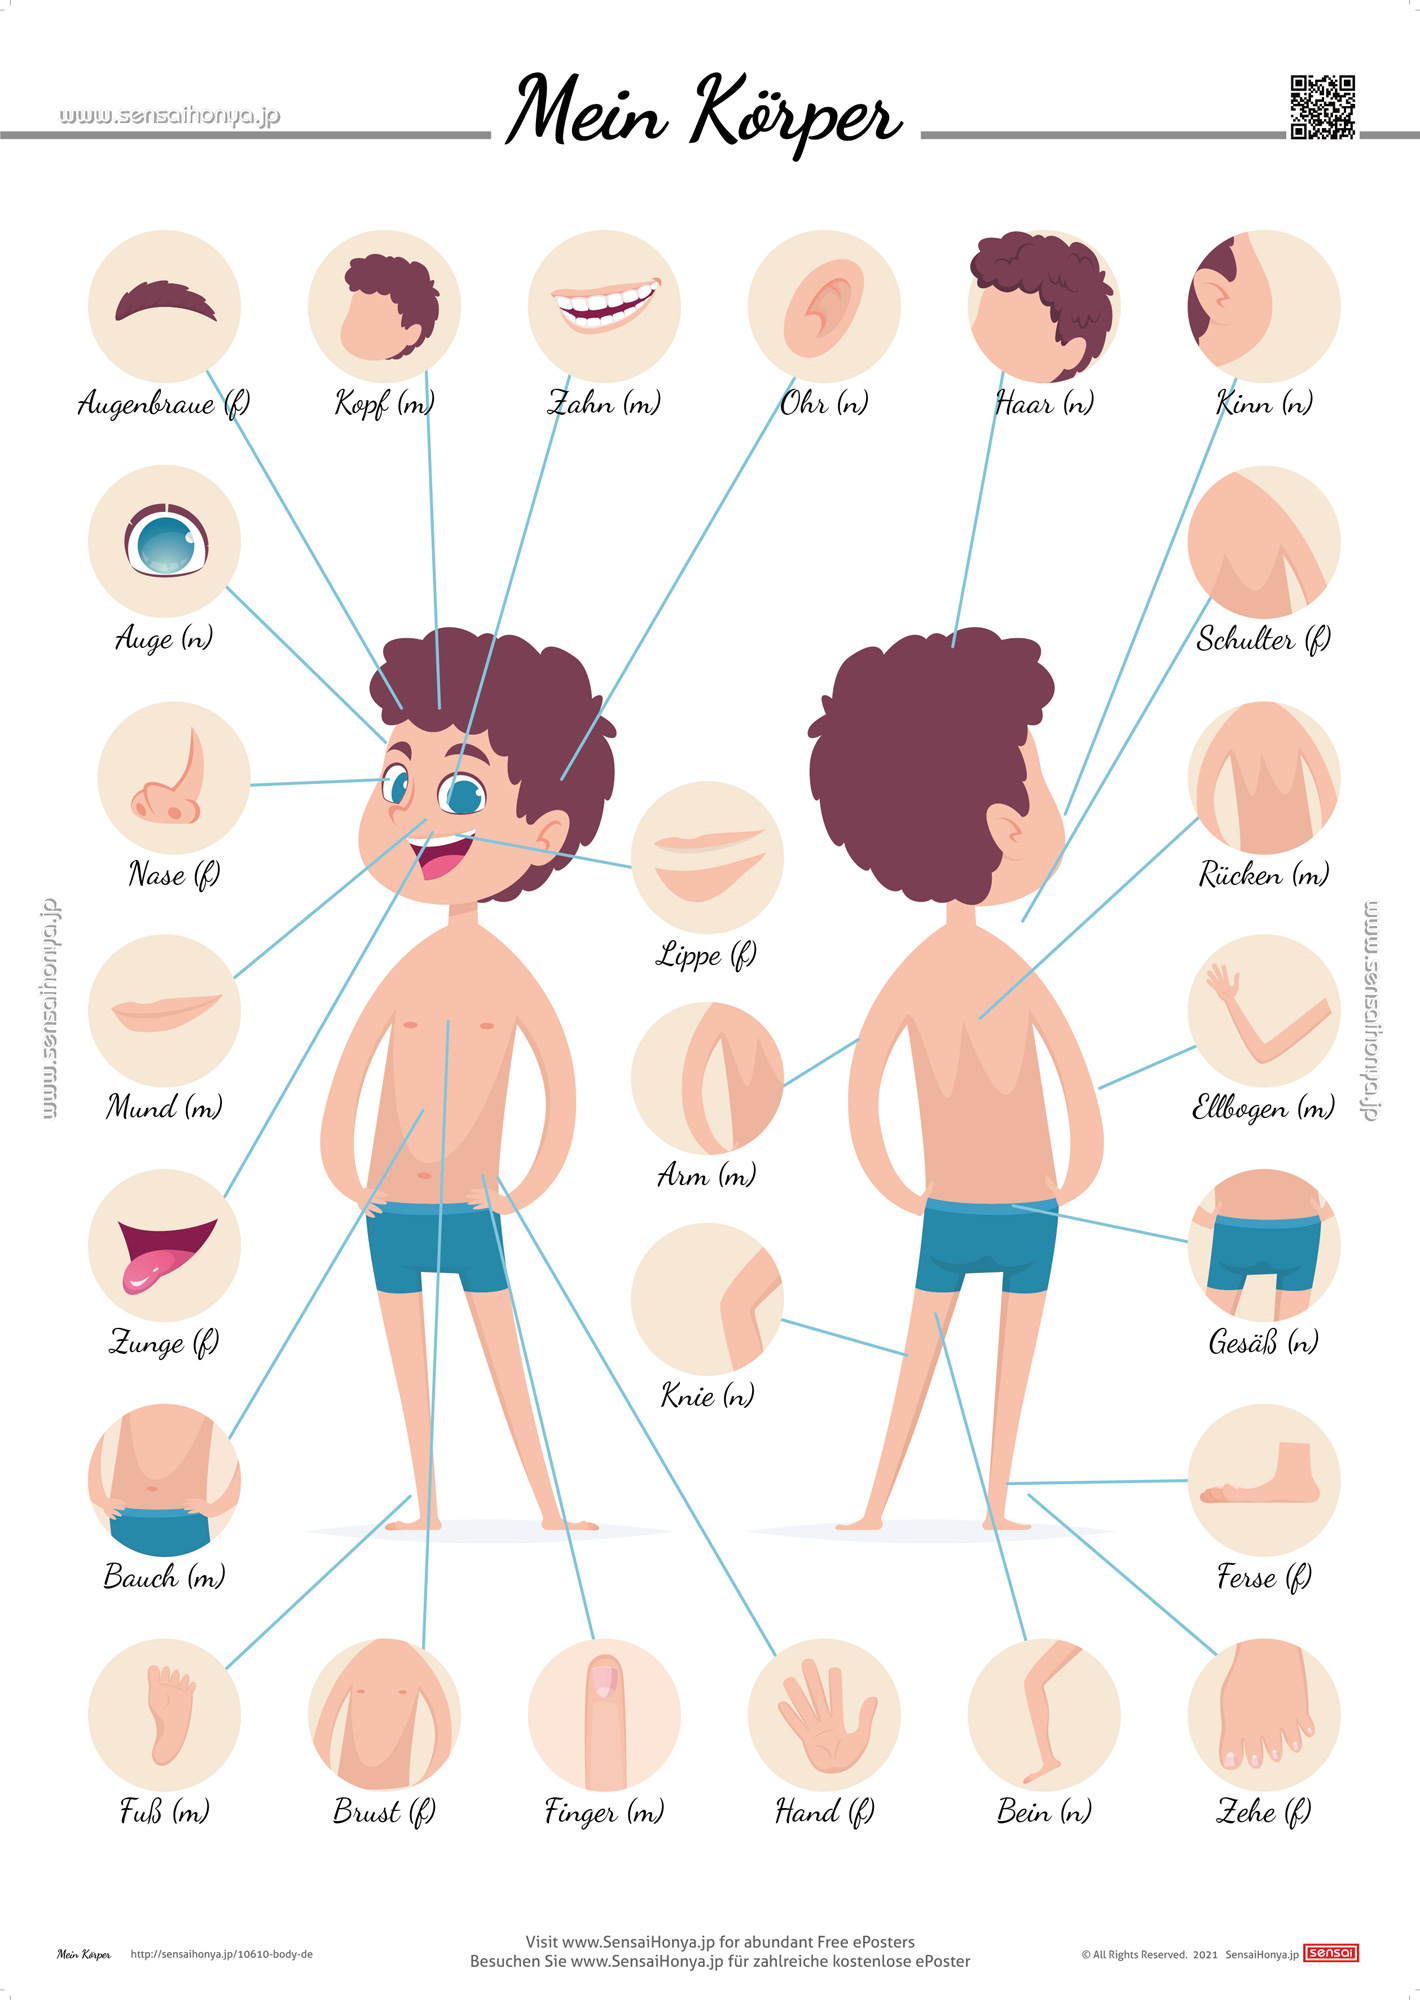 www.sensaihonya.jp
Mein Körper
Augenbraue (f)
Kopf (m)
Zahn (m)
Ohr (n)
Haar (n)
Kinn (n)
Auge (n)
Schulter (f)
Nase (f)
Rücken (m)
Lippe (f)
www.sensaihonya.jp
www.sensaihonya.jp
Mund (m)
Arm (m)
Ellbogen (m)
Zunge (f)
Knie (n)
Gesäß (n)
Bauch (m)
Ferse (f)
Fuß (m)
Brust (f)
Finger (m)
Hand (f)
Bein (n)
Zehe (f)
Mein Körper
http://sensaihonya.jp/10610-body-de
Visit www.SensaiHonya.jp for abundant Free ePosters
Besuchen Sie www.SensaiHonya.jp für zahlreiche kostenlose ePoster
© All Rights Reserved. 2021 SensaiHonya.jp
sensai